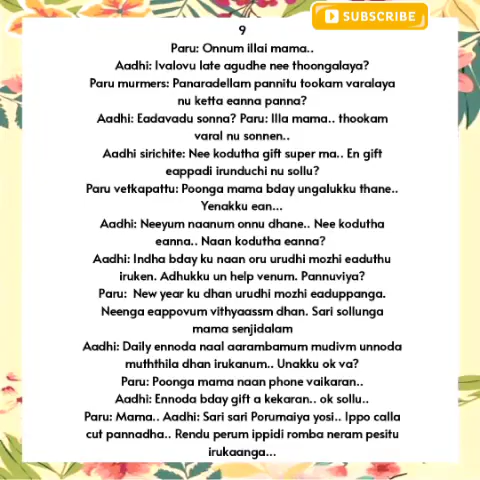 SUBSCRIBE
9
Paru: Onnum illai mama..
Aadhi: Ivalovu late agudhe nee thoongalaya?
Paru murmers: Panaradellam pannitu tookam varalaya
nu ketta eanna panna?
Aadhi: Eadavadu sonna? Paru: Illa mama.. thookam
varal nu sonnen..
Aadhi sirichite: Nee kodutha gift super ma.. En gift
eappadi irunduchi nu sollu?
Paru vetkapattu: Poonga mama bday ungalukku thane..
Yenakku ean...
Aadhi: Neeyum naanum onnu dhane.. Nee kodutha
eanna.. Naan kodutha eanna?
Aadhi: Indha bday ku naan oru urudhi mozhi eaduthu
iruken. Adhukku un help venum. Pannuviya?
Paru:  New year ku dhan urudhi mozhi eaduppanga.
Neenga eappovum vithyaassm dhan. Sari sollunga
mama senjidalam
Aadhi: Daily ennoda naal aarambamum mudivm unnoda
muththila dhan irukanum.. Unakku ok va?
Paru: Poonga mama naan phone vaikaran..
Aadhi: Ennoda bday gift a kekaran.. ok sollu..
Paru: Mama.. Aadhi: Sari sari Porumaiya yosi.. Ippo calla
cut pannadha.. Rendu perum ippidi romba neram pesitu
irukaanga...